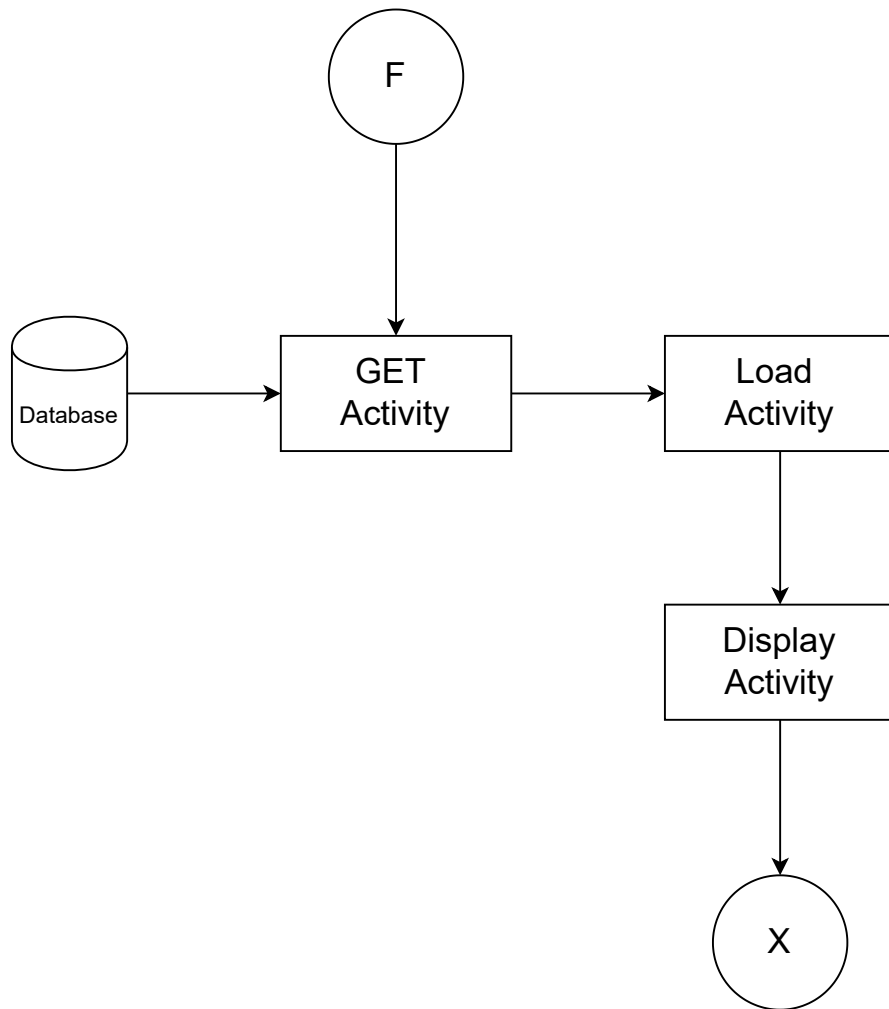 F
GET
Activity
Load
Activity
Database
Display
Activity
X